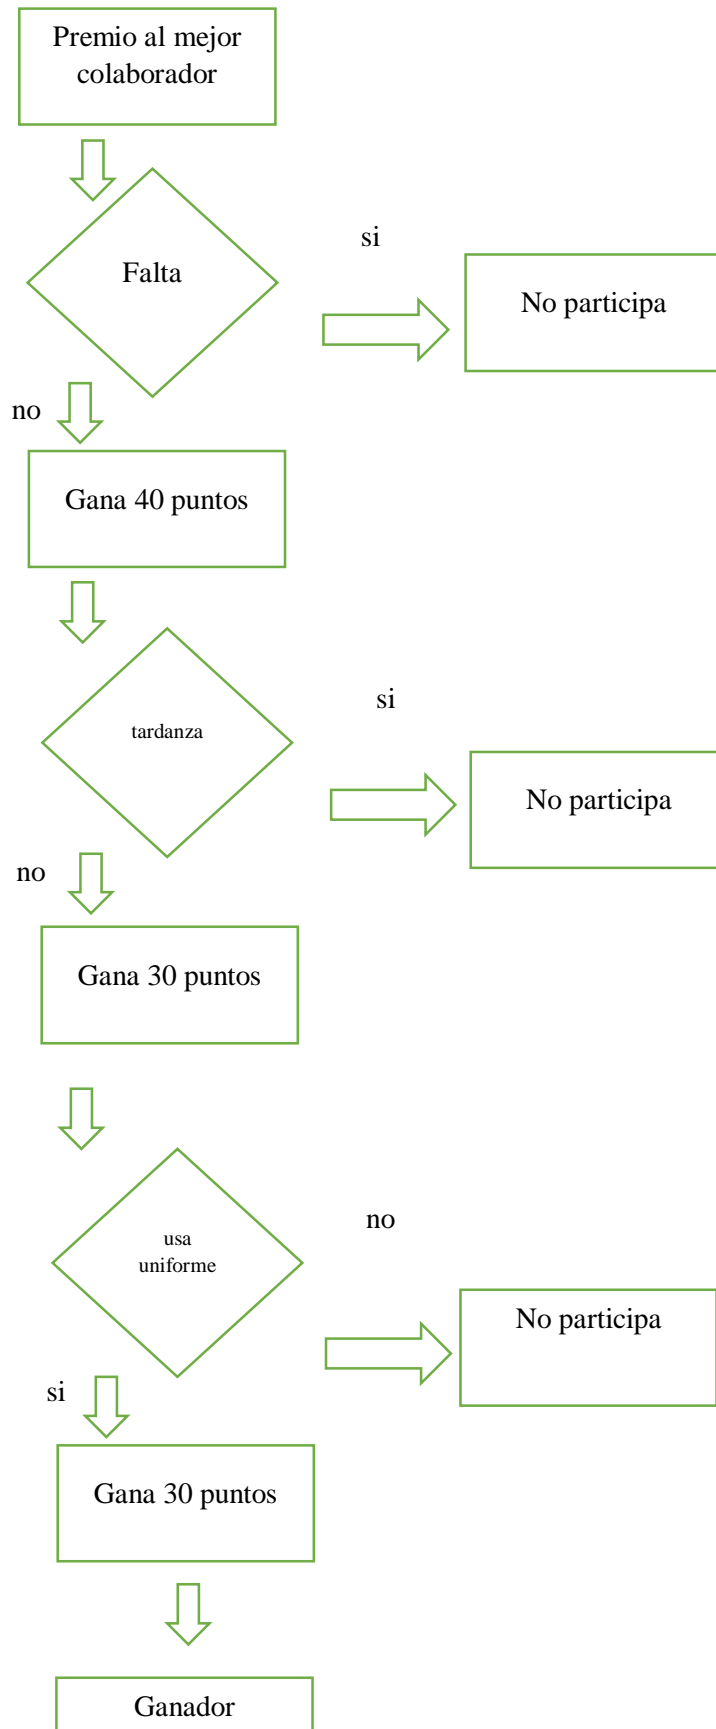 Premio al mejor
colaborador
si
Falta
No participa
no
Gana 40 puntos
si
tardanza
No participa
no
Gana 30 puntos
no
usa
uniforme
No participa
si
Gana 30 puntos
Ganador